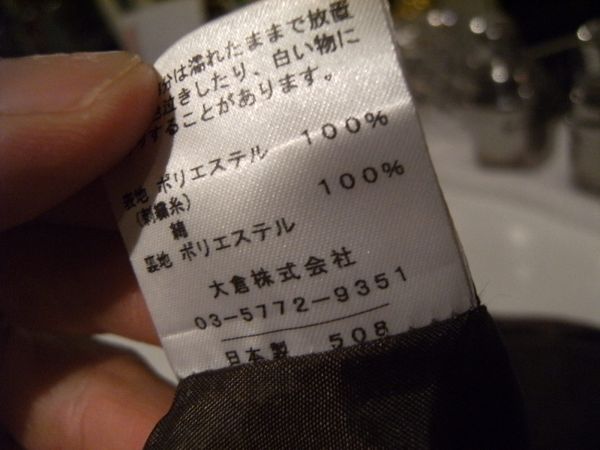 分は濡れたままで放置
泣きしたり、白い物に
することがあります。
表地 ポリエステル 100%
(刺繍糸)
絹 100%
裏地 ポリエステル
大倉株式会社
03-5772-9351
日本製 508